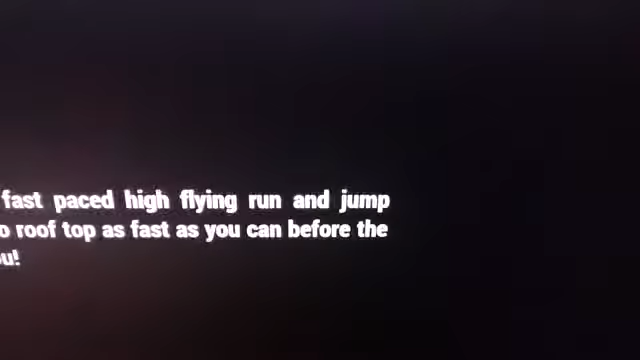 fast paced high flying run and jump
roof top as fast as you can before the